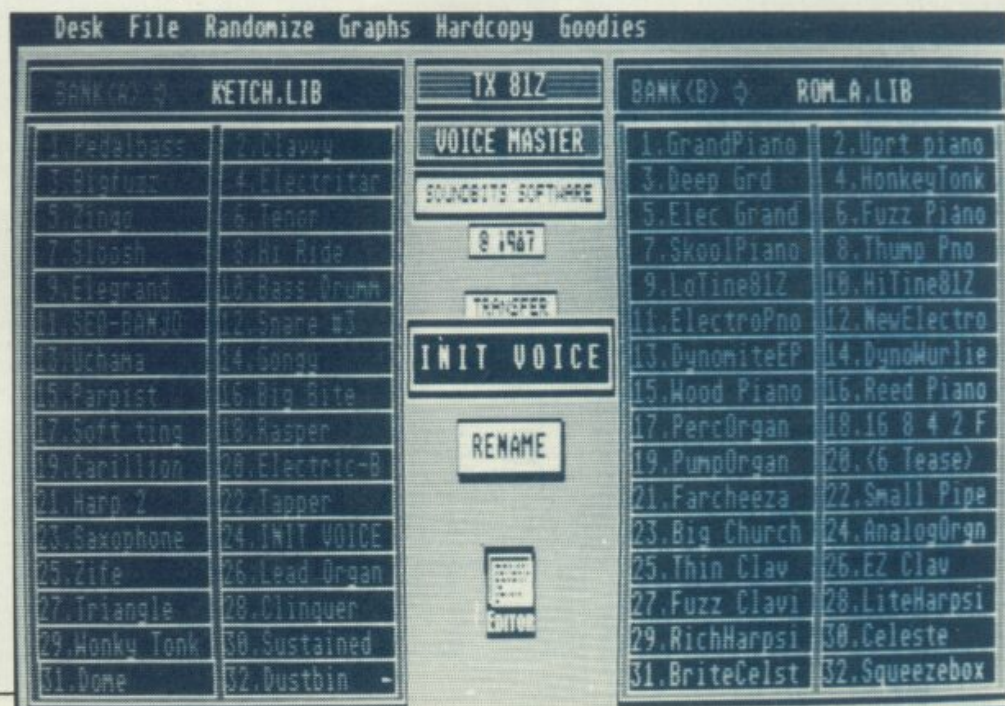 Desk File Randomize Graphs Hardcopy Goodies
BANK(A) KETCH.LIB
1.Pedalbass 2.Clavvy
3.Bigfuzz 4.Electritar
5.Zingo 6.Tenor
7.Sloosh 8.Hi Ride
9.Elegrand 10.Bass Drumm
12.Snare #3
13.Uchama 14.Gongy
15.Parpist 16.Big Bite
17.Soft ting 18.Rasper
19.Carillion 20.Electric-B
21.Harp 2 22.Tapper
23.Saxophone 24.INIT VOICE
25.Zife 26.Lead Organ
27.Triangle 28.Clinquer
29.Wonky Tonk 30.Sustained
31.Dome 32.Dustbin
TX 81Z
VOICE MASTER
SOUNDBITS SOFTWARE
© 1987
TRANSFER
INIT VOICE
RENAME
EDITOR
BANK(B) ROM_A.LIB
1.GrandPiano 2.Uprt piano
3.Deep Grd 4.HonkeyTonk
5.Elec Grand 6.Fuzz Piano
7.SkoolPiano 8.Thump Pno
9.LoTine81Z 10.HiTine81Z
11.ElectroPno 12.NewElectro
13.DynomiteEP 14.DynoWurlie
15.Wood Piano 16.Reed Piano
17.PercOrgan 18.16 8 4 2 F
19.PumpOrgan 20.<6 Tease>
21.Farcheeza 22.Small Pipe
23.Big Church 24.AnalogOrgn
25.Thin Clav 26.EZ Clav
27.Fuzz Clavi 28.LiteHarpsi
29.RichHarpsi 30.Celeste
31.BriteCelst 32.Squeezebox